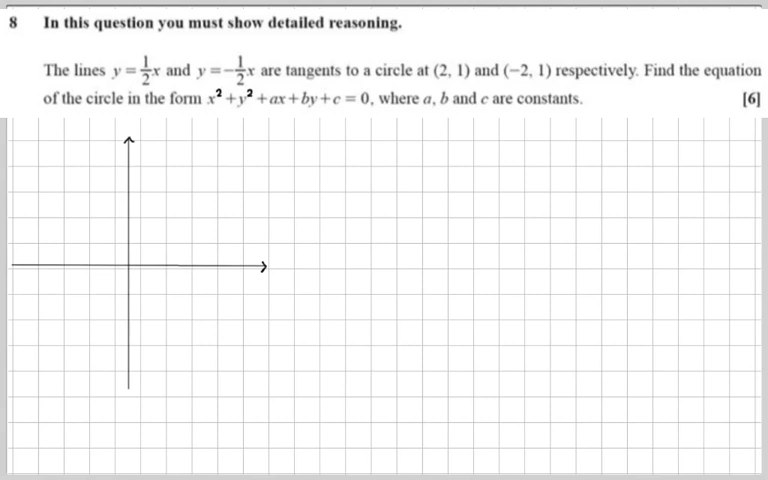 8 In this question you must show detailed reasoning.
The lines y = 1/2 x and y = −1/2 x are tangents to a circle at (2, 1) and (−2, 1) respectively. Find the equation
of the circle in the form x² + y² + ax + by + c = 0, where a, b and c are constants. [6]